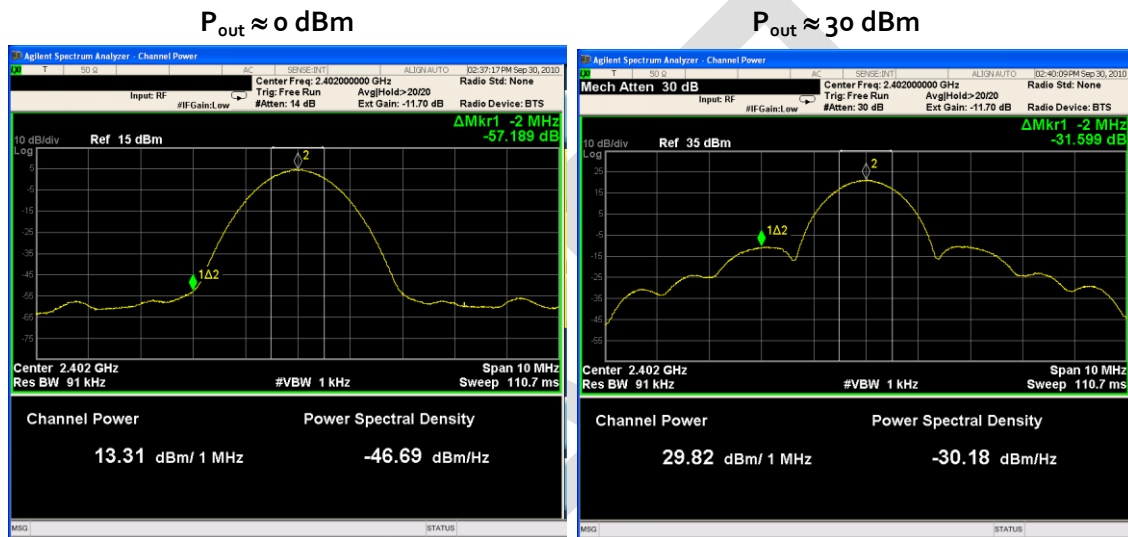 Pout ≈ 0 dBm
Agilent Spectrum Analyzer - Channel Power
T 50 Ω AC SENSE:INT ALIGN AUTO 02:37:17 PM Sep 30, 2010
Center Freq: 2.402000000 GHz Radio Std: None
Input: RF Trig: Free Run Avg|Hold:>20/20
#IFGain:Low #Atten: 14 dB Ext Gain: -11.70 dB Radio Device: BTS
ΔMkr1 -2 MHz
10 dB/div Ref 15 dBm -57.189 dB
Log
2
5
-5
-15
-25
-35
-45
1Δ2
-55
-65
-75
Center 2.402 GHz Span 10 MHz
Res BW 91 kHz #VBW 1 kHz Sweep 110.7 ms
Channel Power Power Spectral Density
13.31 dBm/ 1 MHz -46.69 dBm/Hz
MSG STATUS
Pout ≈ 30 dBm
Agilent Spectrum Analyzer - Channel Power
T 50 Ω AC SENSE:INT ALIGN AUTO 02:40:09 PM Sep 30, 2010
Mech Atten 30 dB Center Freq: 2.402000000 GHz Radio Std: None
Input: RF Trig: Free Run Avg|Hold:>20/20
#IFGain:Low #Atten: 30 dB Ext Gain: -11.70 dB Radio Device: BTS
ΔMkr1 -2 MHz
10 dB/div Ref 35 dBm -31.599 dB
Log
2
25
15
5
1Δ2
-5
-15
-25
-35
-45
-55
Center 2.402 GHz Span 10 MHz
Res BW 91 kHz #VBW 1 kHz Sweep 110.7 ms
Channel Power Power Spectral Density
29.82 dBm/ 1 MHz -30.18 dBm/Hz
MSG STATUS